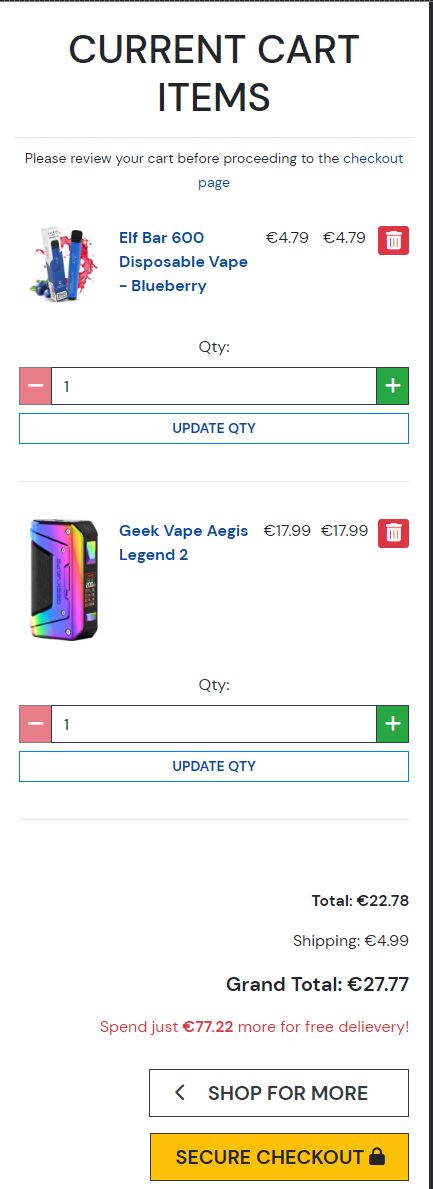 CURRENT CART
ITEMS
Please review your cart before proceeding to the checkout
page
Elf Bar 600
Disposable Vape
- Blueberry
€4.79 €4.79
Qty:
1
UPDATE QTY
Geek Vape Aegis
Legend 2
€17.99 €17.99
Qty:
1
UPDATE QTY
Total: €22.78
Shipping: €4.99
Grand Total: €27.77
Spend just €77.22 more for free delievery!
SHOP FOR MORE
SECURE CHECKOUT